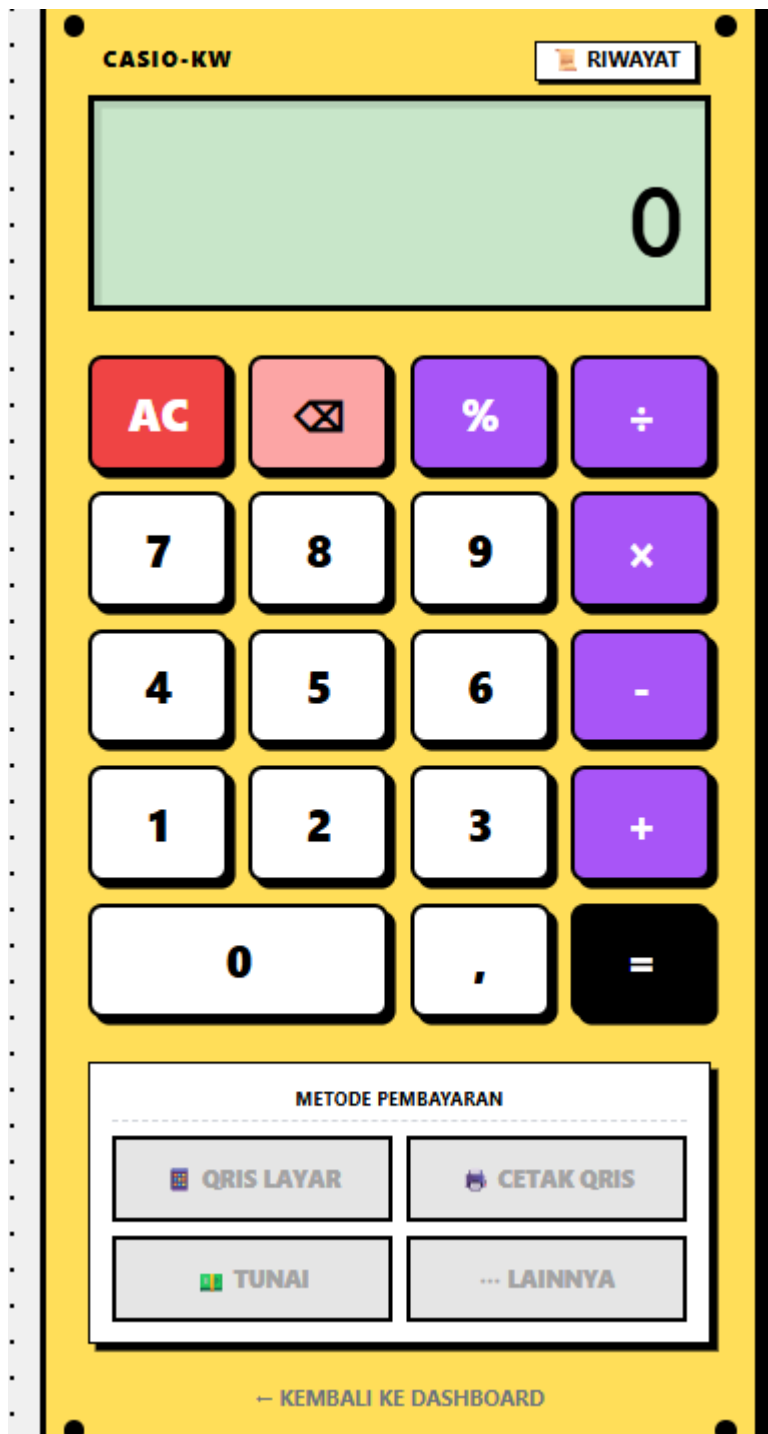 CASIO-KW
📜 RIWAYAT
0
AC ⌫ % ÷
7 8 9 ×
4 5 6 -
1 2 3 +
0 , =
METODE PEMBAYARAN
QRIS LAYAR
CETAK QRIS
TUNAI
··· LAINNYA
← KEMBALI KE DASHBOARD